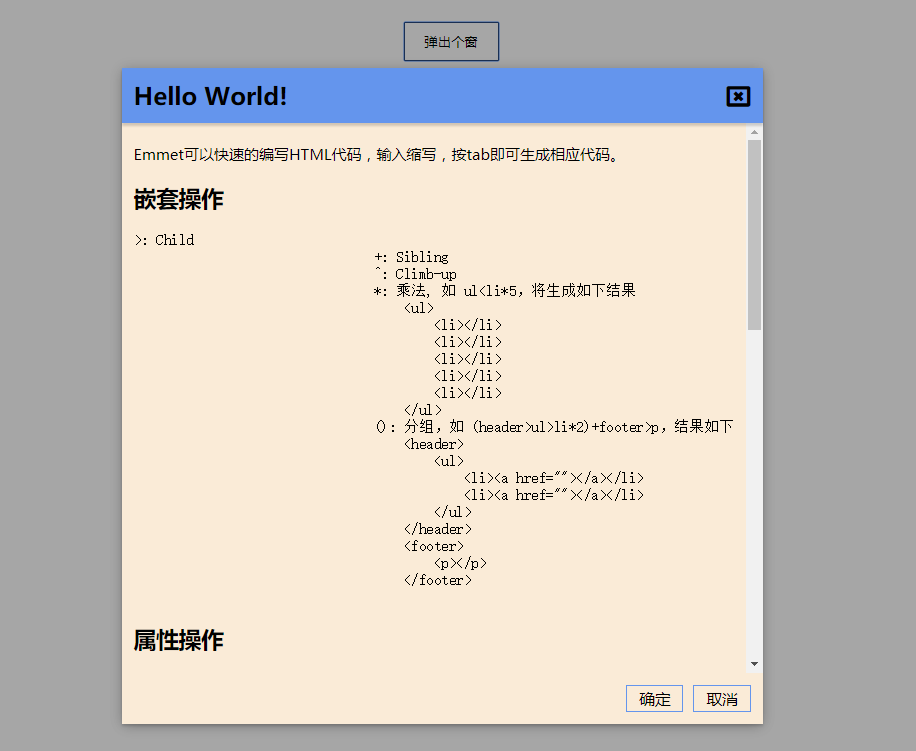 弹出个窗
Hello World!
Emmet可以快速的编写HTML代码，输入缩写，按tab即可生成相应代码。
嵌套操作
>: Child
+: Sibling
^: Climb-up
*: 乘法, 如 ul<li*5, 将生成如下结果
<ul>
<li></li>
<li></li>
<li></li>
<li></li>
<li></li>
</ul>
(): 分组, 如 (header>ul>li*2)+footer>p, 结果如下
<header>
<ul>
<li><a href=""></a></li>
<li><a href=""></a></li>
</ul>
</header>
<footer>
<p></p>
</footer>
属性操作
确定 取消